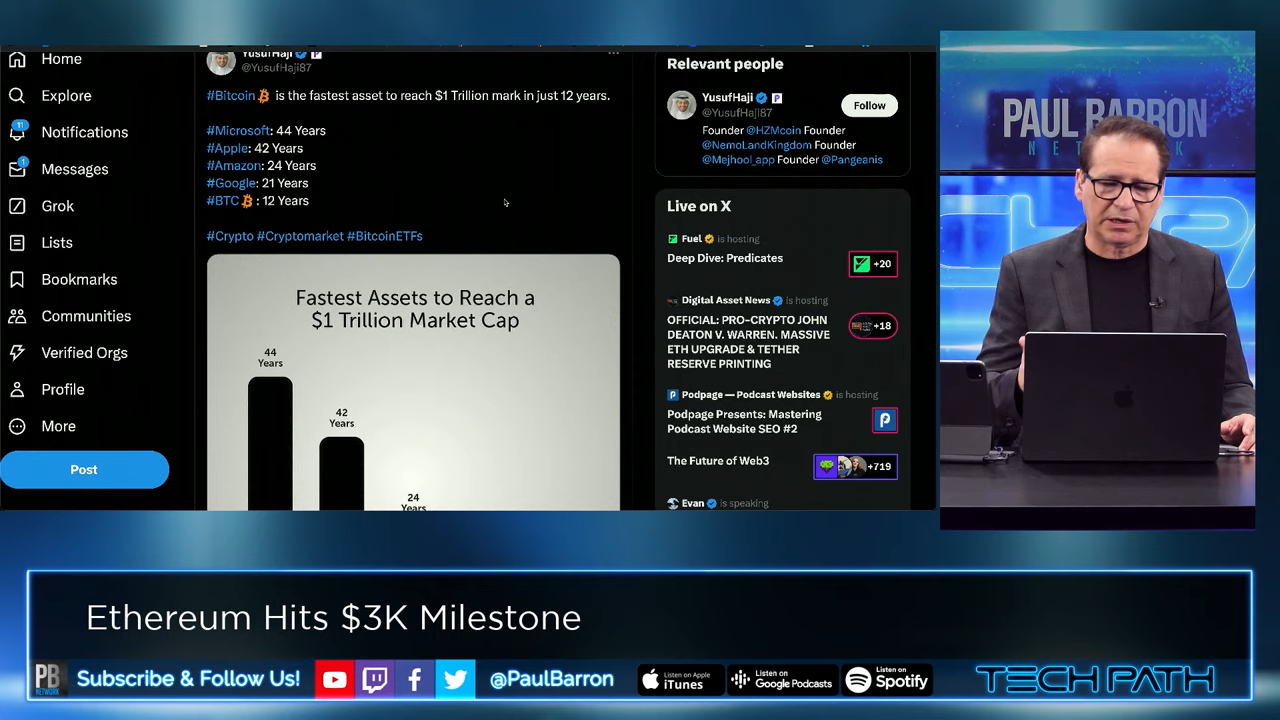 Home
Explore
11
Notifications
1
Messages
Grok
Lists
Bookmarks
Communities
Verified Orgs
Profile
More
Post
YusufHaji
@YusufHaji87
#Bitcoin is the fastest asset to reach $1 Trillion mark in just 12 years.
#Microsoft: 44 Years
#Apple: 42 Years
#Amazon: 24 Years
#Google: 21 Years
#BTC : 12 Years
#Crypto #Cryptomarket #BitcoinETFs
Fastest Assets to Reach a
$1 Trillion Market Cap
44
Years
42
Years
24
Years
Relevant people
YusufHaji
@YusufHaji87
Follow
Founder @HZMcoin Founder
@NemoLandKingdom Founder
@Mejhool_app Founder @Pangeanis
Live on X
Fuel is hosting
Deep Dive: Predicates
+20
Digital Asset News is hosting
OFFICIAL: PRO-CRYPTO JOHN
DEATON V. WARREN. MASSIVE
ETH UPGRADE & TETHER
RESERVE PRINTING
+18
Podpage — Podcast Websites is hosting
Podpage Presents: Mastering
Podcast Website SEO #2
The Future of Web3
+719
Evan is speaking
PAUL BARRON
NETWORK
Ethereum Hits $3K Milestone
PB
NETWORK
Subscribe & Follow Us!
@PaulBarron
Listen on Apple
iTunes
Listen on
Google Podcasts
Listen on
Spotify
TECH PATH